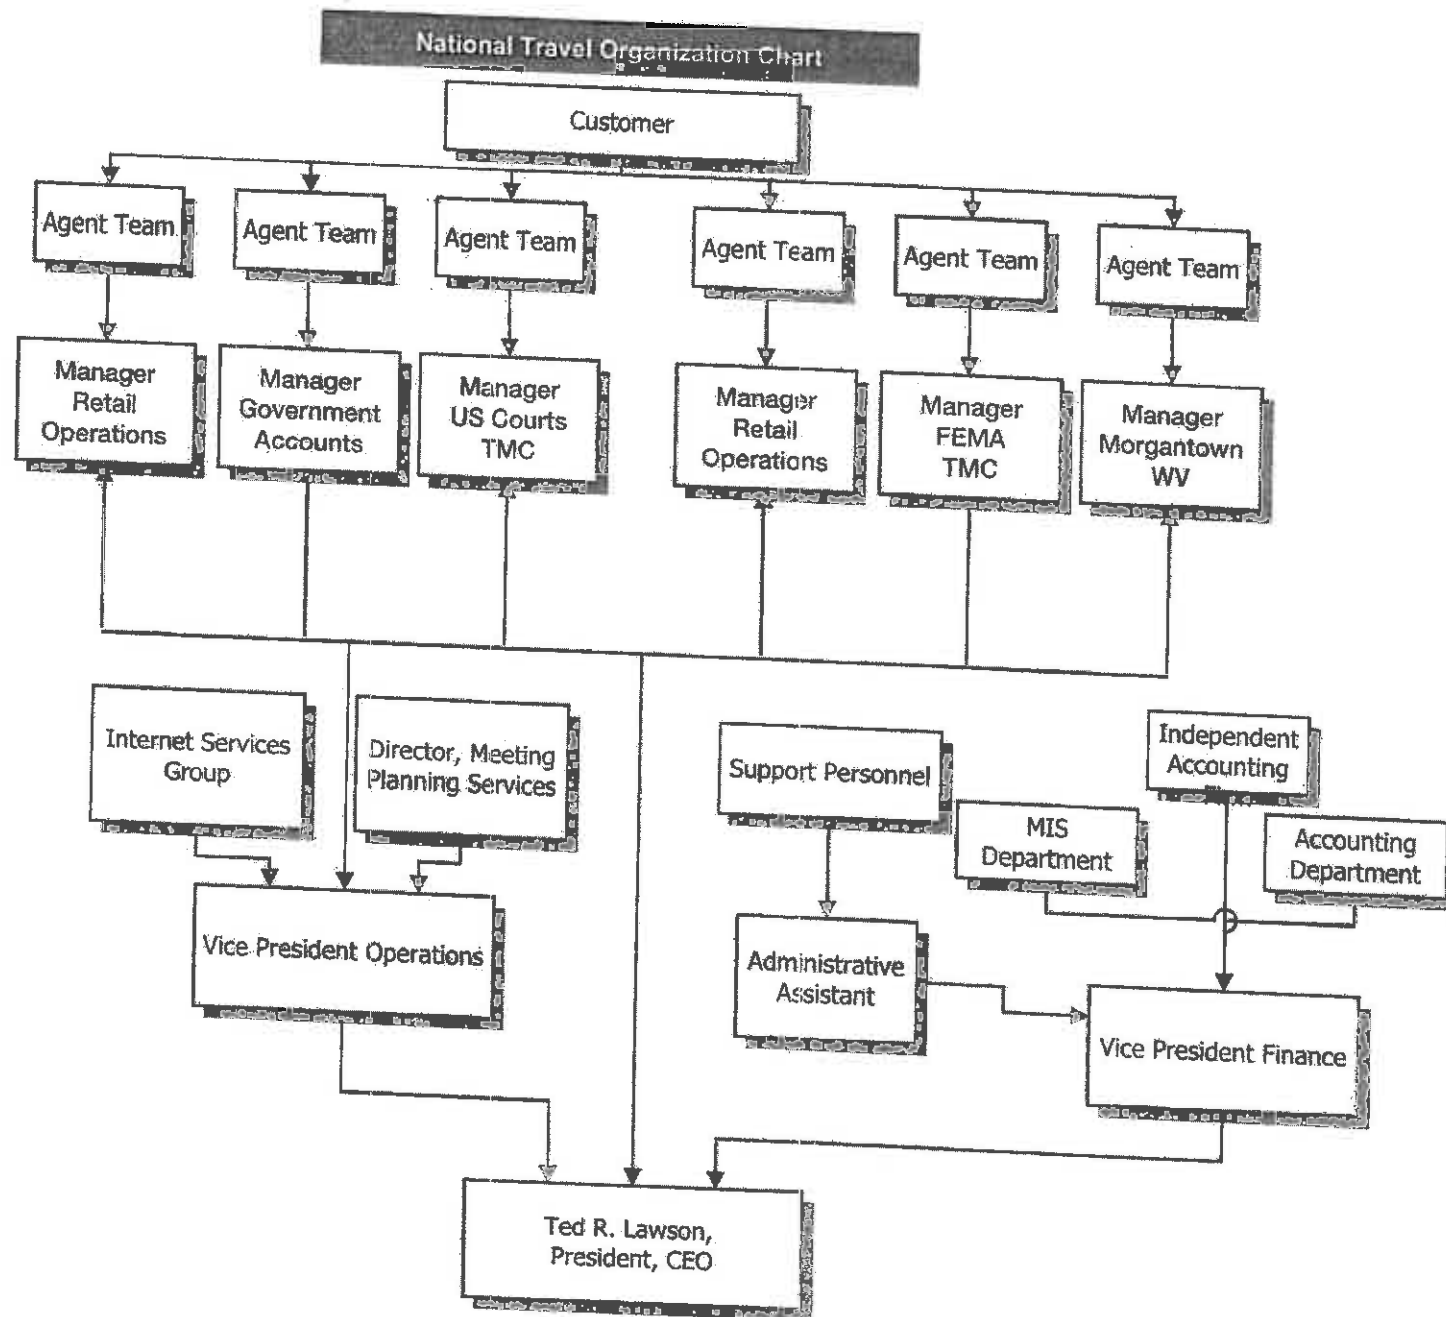 National Travel Organization Chart
Customer
Agent Team
Agent Team
Agent Team
Agent Team
Agent Team
Agent Team
Manager
Retail
Operations
Manager
Government
Accounts
Manager
US Courts
TMC
Manager
Retail
Operations
Manager
FEMA
TMC
Manager
Morgantown
WV
Internet Services
Group
Director, Meeting
Planning Services
Support Personnel
Independent
Accounting
MIS
Department
Accounting
Department
Vice President Operations
Administrative
Assistant
Vice President Finance
Ted R. Lawson,
President, CEO